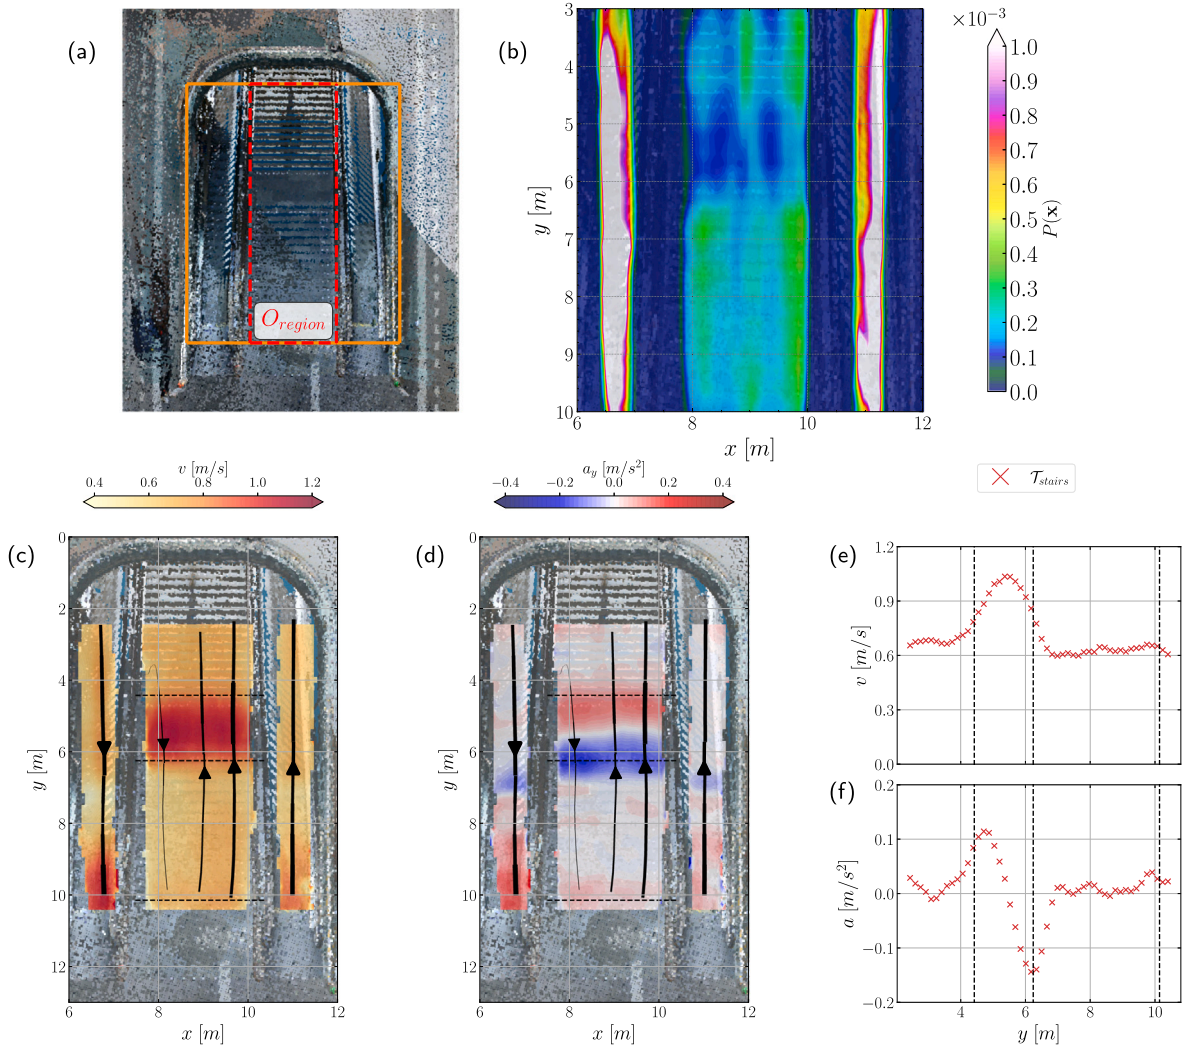 (a)
O_region
(b)
3
4
5
6
7
8
9
10
y [m]
6
8
10
12
x [m]
×10⁻³
1.0
0.9
0.8
0.7
0.6
0.5
0.4
0.3
0.2
0.1
0.0
P(x)
v [m/s]
0.4 0.6 0.8 1.0 1.2
a_y [m/s²]
−0.4 −0.2 0.0 0.2 0.4
𝒯_stairs
(c)
0
2
4
6
8
10
12
y [m]
6 8 10 12
x [m]
(d)
0
2
4
6
8
10
12
y [m]
6 8 10 12
x [m]
(e)
1.2
0.9
0.6
0.3
0.0
v [m/s]
(f)
0.2
0.1
0.0
−0.1
−0.2
a [m/s²]
4 6 8 10
y [m]